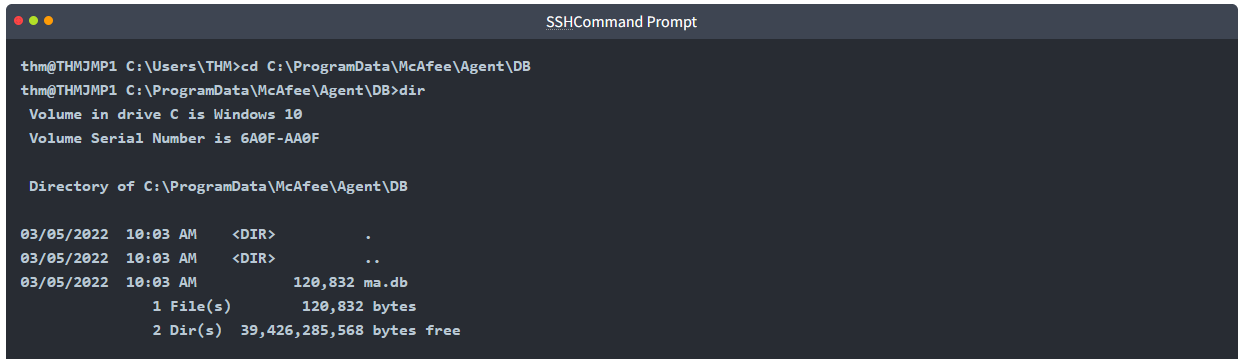 SSHCommand Prompt
thm@THMJMP1 C:\Users\THM>cd C:\ProgramData\McAfee\Agent\DB
thm@THMJMP1 C:\ProgramData\McAfee\Agent\DB>dir
Volume in drive C is Windows 10
Volume Serial Number is 6A0F-AA0F
Directory of C:\ProgramData\McAfee\Agent\DB
03/05/2022  10:03 AM    <DIR>          .
03/05/2022  10:03 AM    <DIR>          ..
03/05/2022  10:03 AM           120,832 ma.db
1 File(s)        120,832 bytes
2 Dir(s)  39,426,285,568 bytes free